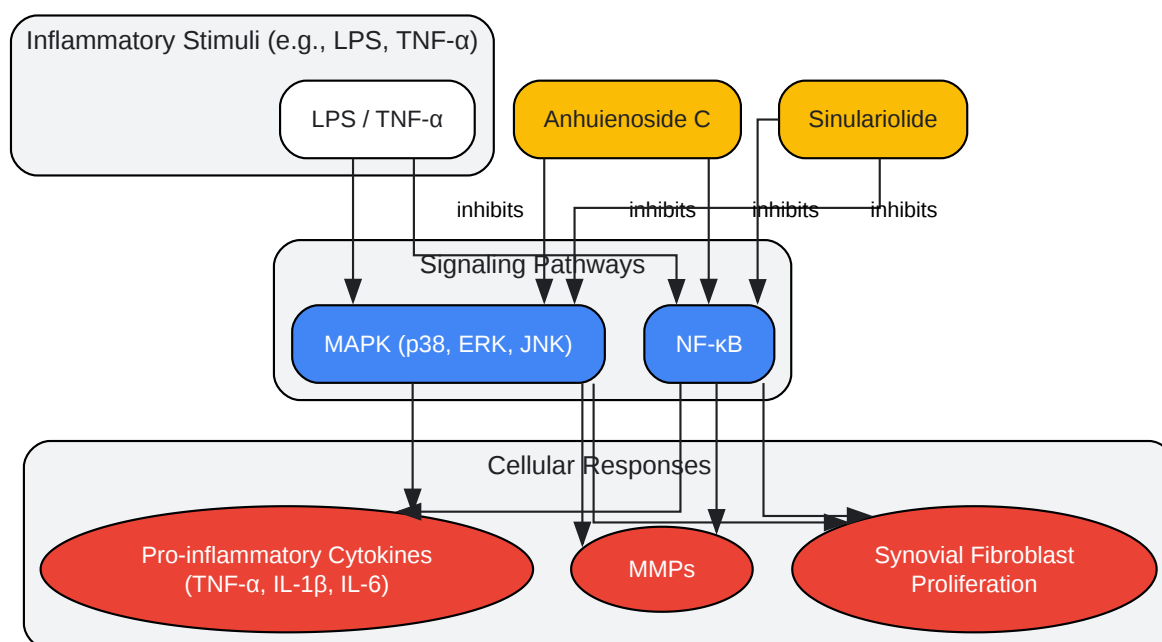 Inflammatory Stimuli (e.g., LPS, TNF-α)
LPS / TNF-α
Anhuienoside C
Sinulariolide
inhibits
inhibits
inhibits
inhibits
Signaling Pathways
MAPK (p38, ERK, JNK)
NF-κB
Cellular Responses
Pro-inflammatory Cytokines
(TNF-α, IL-1β, IL-6)
MMPs
Synovial Fibroblast
Proliferation